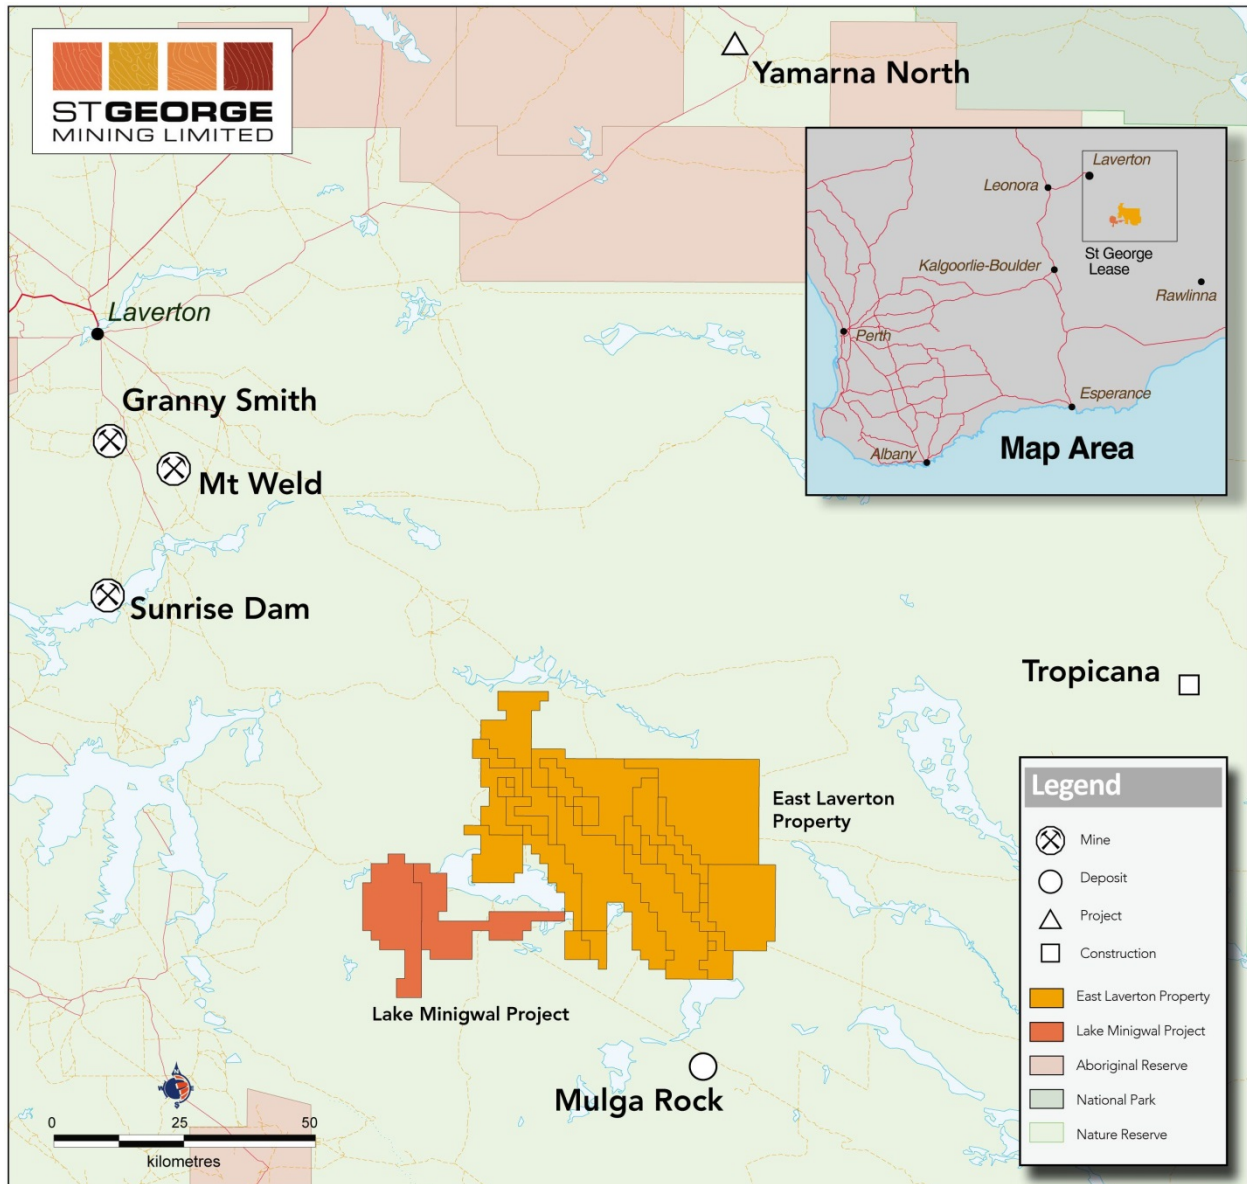 STGEORGE
MINING LIMITED
Yamarna North
Laverton
Leonora
St George
Lease
Kalgoorlie-Boulder
Rawlinna
Perth
Esperance
Albany
Map Area
Laverton
Granny Smith
Mt Weld
Sunrise Dam
Tropicana
East Laverton
Property
Lake Minigwal Project
Mulga Rock
Legend
Mine
Deposit
Project
Construction
East Laverton Property
Lake Minigwal Project
Aboriginal Reserve
National Park
Nature Reserve
W E
S
0 25 50
kilometres